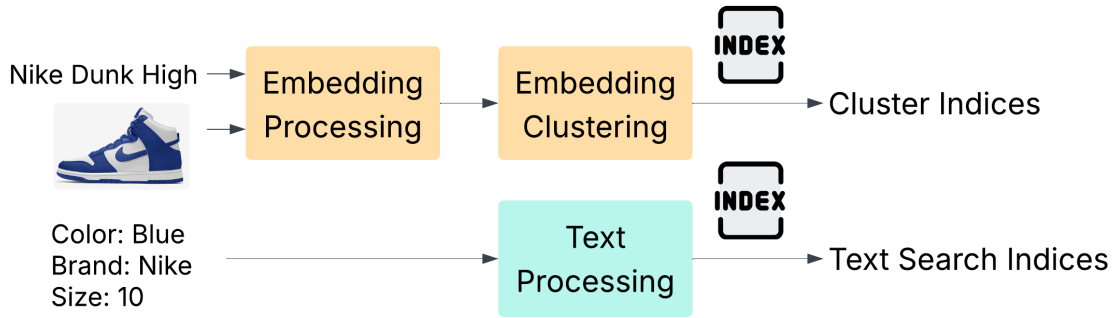 Nike Dunk High
Embedding
Processing
Embedding
Clustering
INDEX
Cluster Indices
Color: Blue
Brand: Nike
Size: 10
Text
Processing
INDEX
Text Search Indices